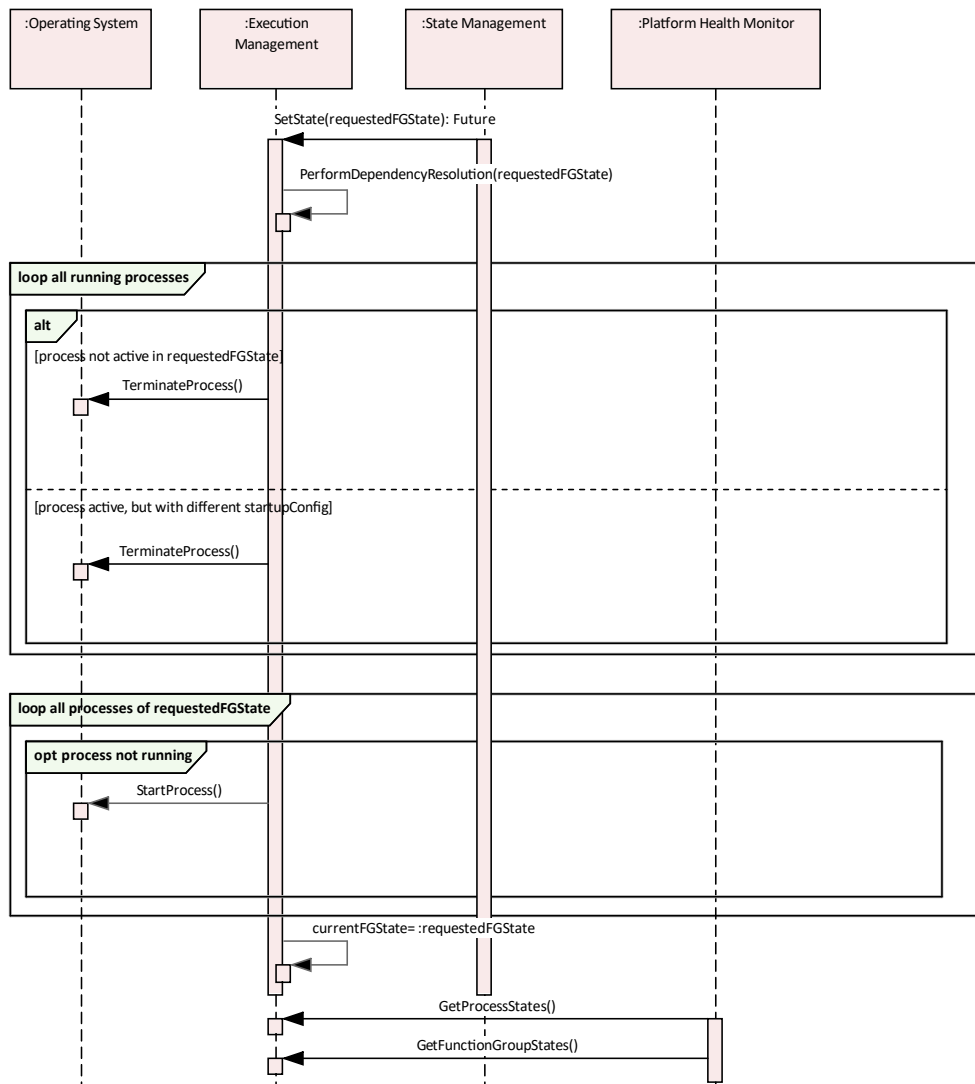 :Operating System
:Execution
Management
:State Management
:Platform Health Monitor
SetState(requestedFGState): Future
PerformDependencyResolution(requestedFGState)
loop all running processes
alt
[process not active in requestedFGState]
TerminateProcess()
[process active, but with different startupConfig]
TerminateProcess()
loop all processes of requestedFGState
opt process not running
StartProcess()
currentFGState= :requestedFGState
GetProcessStates()
GetFunctionGroupStates()